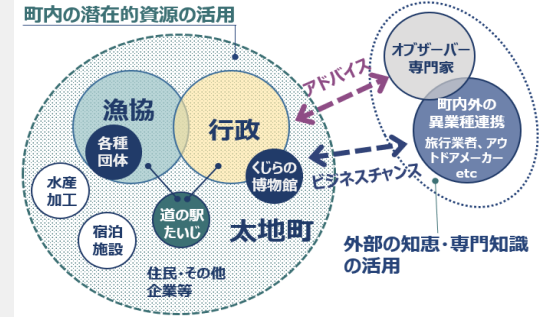 町内の潜在的資源の活用
オブザーバー
専門家
アドバイス
漁協
行政
町内外の
異業種連携
旅行業者、アウ
トドアメーカー
etc
各種
団体
くじらの
博物館
ビジネスチャンス
水産
加工
道の駅
たいじ
太地町
宿泊
施設
外部の知恵・専門知識
の活用
住民・その他
企業等